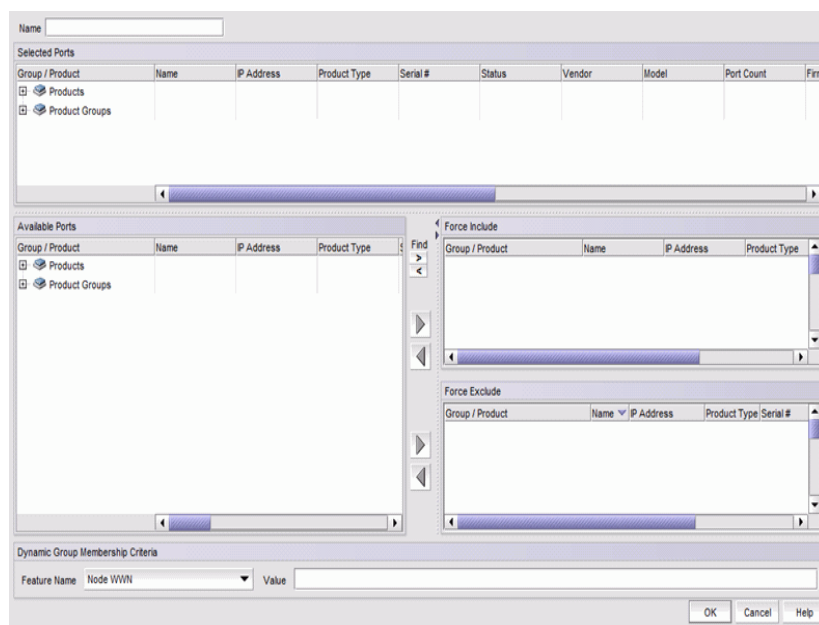 Name
Selected Ports
Group / Product Name IP Address Product Type Serial # Status Vendor Model Port Count
Products
Product Groups
Available Ports
Group / Product Name IP Address Product Type
Products
Product Groups
Find
>
<
Force Include
Group / Product Name IP Address Product Type
Force Exclude
Group / Product Name IP Address Product Type Serial #
Dynamic Group Membership Criteria
Feature Name Node WWN Value
OK Cancel Help